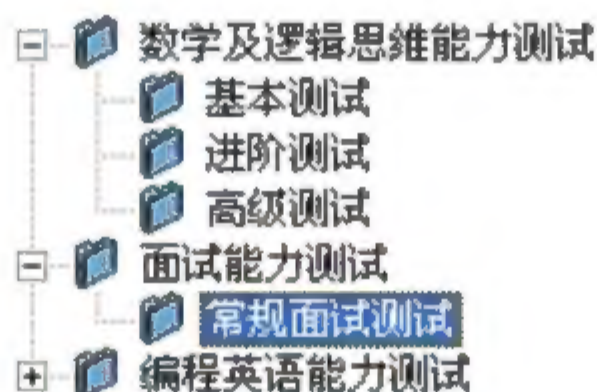 数学及逻辑思维能力测试
基本测试
进阶测试
高级测试
面试能力测试
常规面试测试
编程英语能力测试